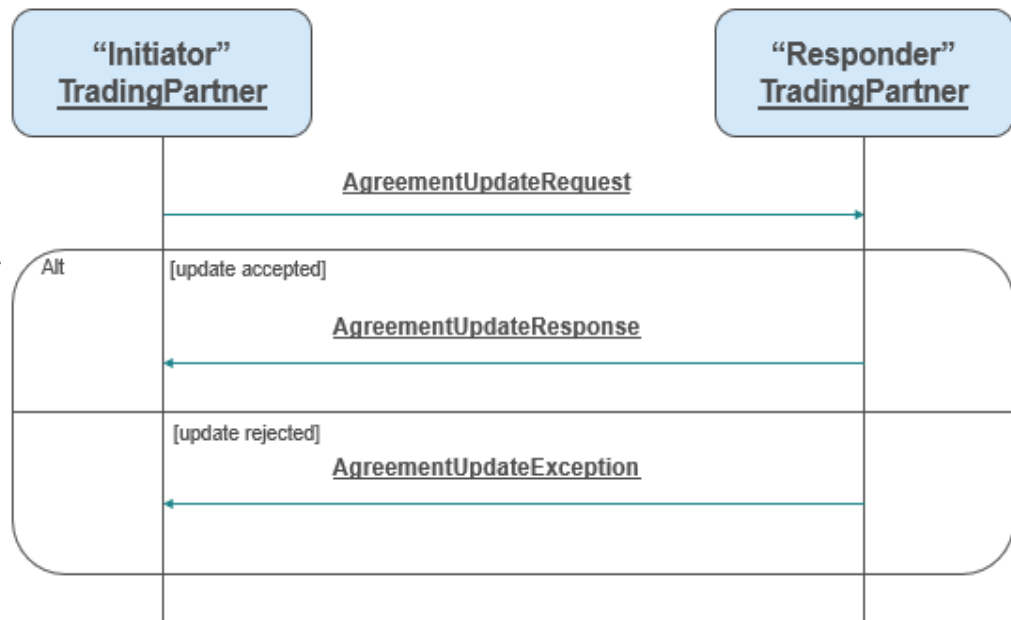 “Initiator”
TradingPartner
“Responder”
TradingPartner
AgreementUpdateRequest
Alt
[update accepted]
AgreementUpdateResponse
[update rejected]
AgreementUpdateException